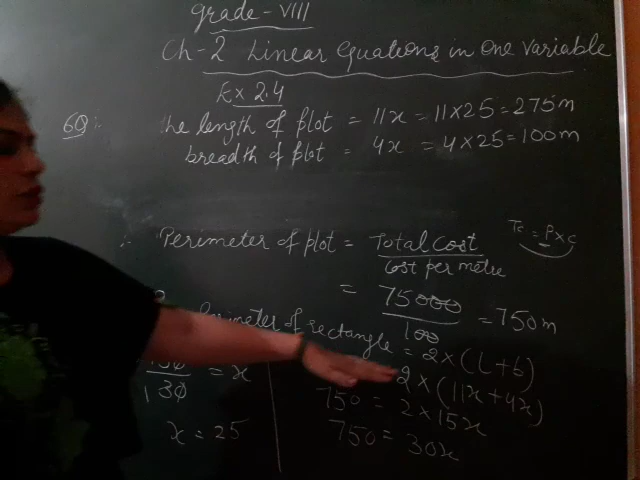 grade-VIII
Ch-2 Linear Equations in One Variable
Ex 2.4
6Q :- the length of plot = 11x = 11×25 = 275m
breadth of plot = 4x = 4×25 = 100m
∴ Perimeter of plot = Total Cost / Cost per metre
Tc = P×c
= 75000 / 100 = 750m
Perimeter of rectangle = 2×(l+b)
2×(11x+4x)
750 = 2×15x
750 = 30x
= x
x = 25